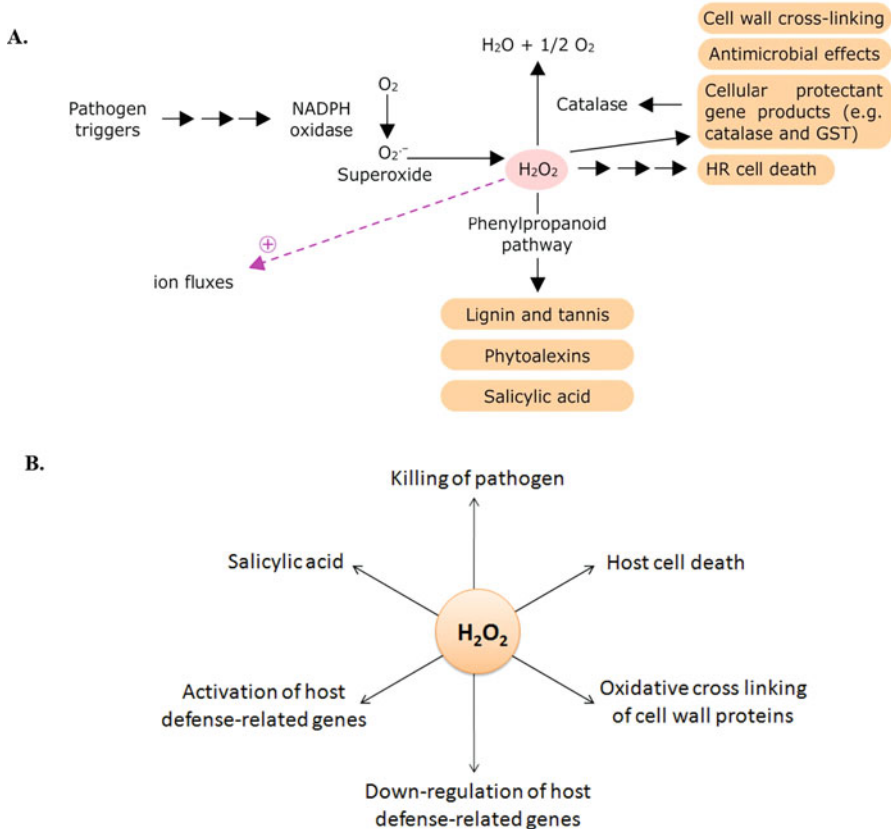 A.
Pathogen
triggers
NADPH
oxidase
O₂
O₂·⁻
Superoxide
H₂O + 1/2 O₂
Catalase
H₂O₂
Cell wall cross-linking
Antimicrobial effects
Cellular protectant
gene products (e.g.
catalase and GST)
HR cell death
+
ion fluxes
Phenylpropanoid
pathway
Lignin and tannis
Phytoalexins
Salicylic acid
B.
Killing of pathogen
Salicylic acid
Host cell death
H₂O₂
Activation of host
defense-related genes
Oxidative cross linking
of cell wall proteins
Down-regulation of host
defense-related genes